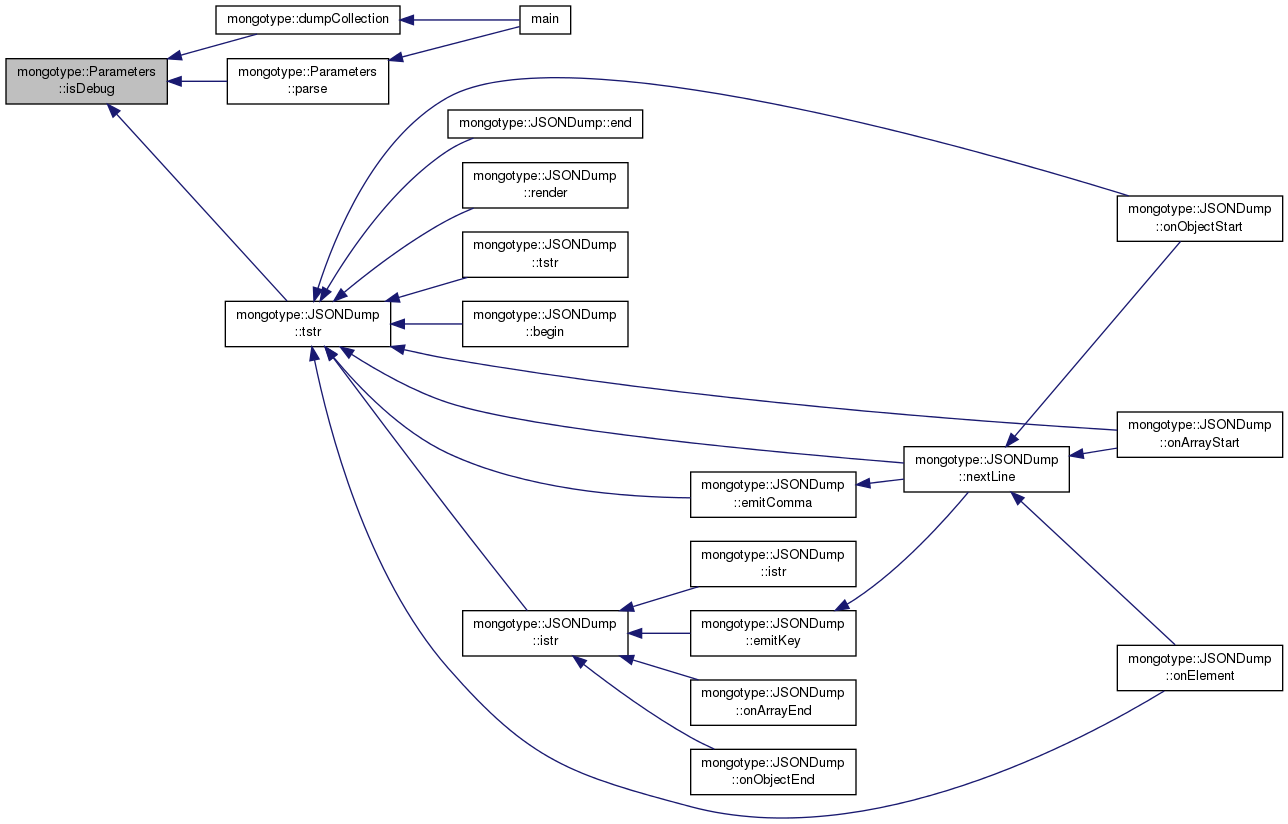 mongotype::dumpCollection
main
mongotype::Parameters
::isDebug
mongotype::Parameters
::parse
mongotype::JSONDump::end
mongotype::JSONDump
::render
mongotype::JSONDump
::onObjectStart
mongotype::JSONDump
::tstr
mongotype::JSONDump
::tstr
mongotype::JSONDump
::begin
mongotype::JSONDump
::onArrayStart
mongotype::JSONDump
::nextLine
mongotype::JSONDump
::emitComma
mongotype::JSONDump
::istr
mongotype::JSONDump
::istr
mongotype::JSONDump
::emitKey
mongotype::JSONDump
::onElement
mongotype::JSONDump
::onArrayEnd
mongotype::JSONDump
::onObjectEnd